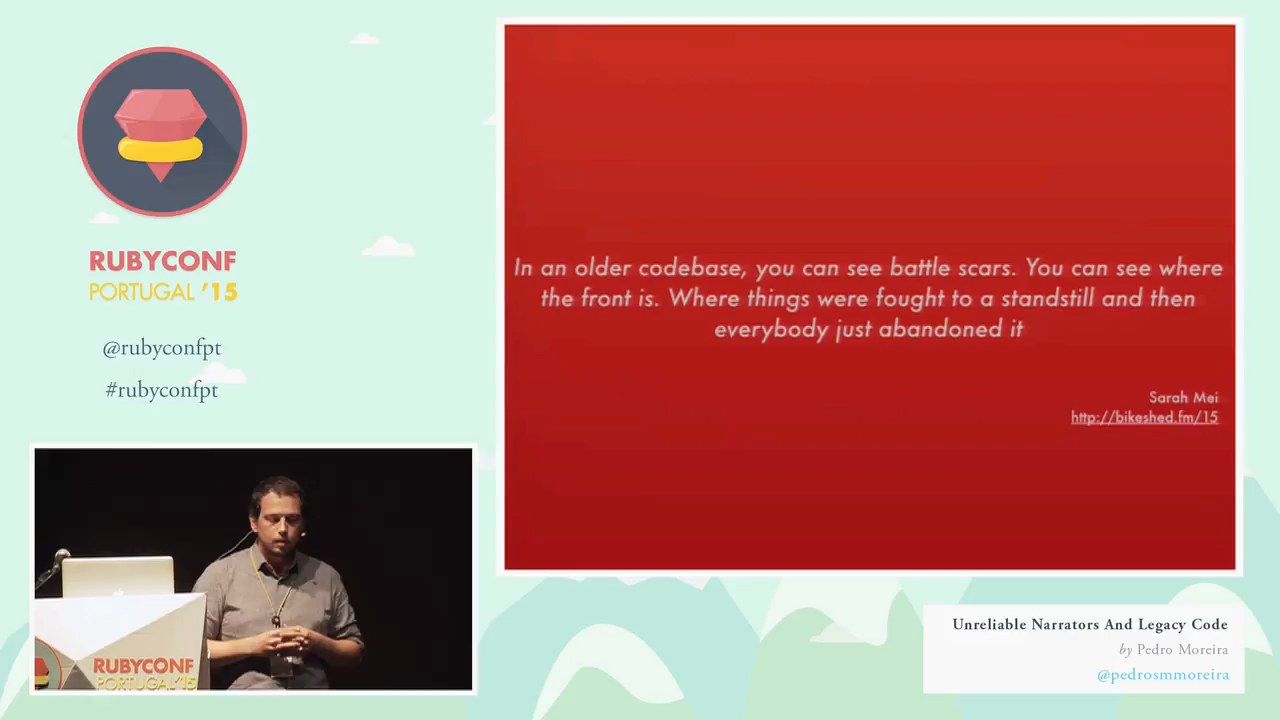 RUBYCONF
PORTUGAL '15
@rubyconfpt
#rubyconfpt
In an older codebase, you can see battle scars. You can see where
the front is. Where things were fought to a standstill and then
everybody just abandoned it
Sarah Mei
http://bikeshed.fm/15
RUBYCONF
PORTUGAL'15
Unreliable Narrators And Legacy Code
by Pedro Moreira
@pedrosmmoreira